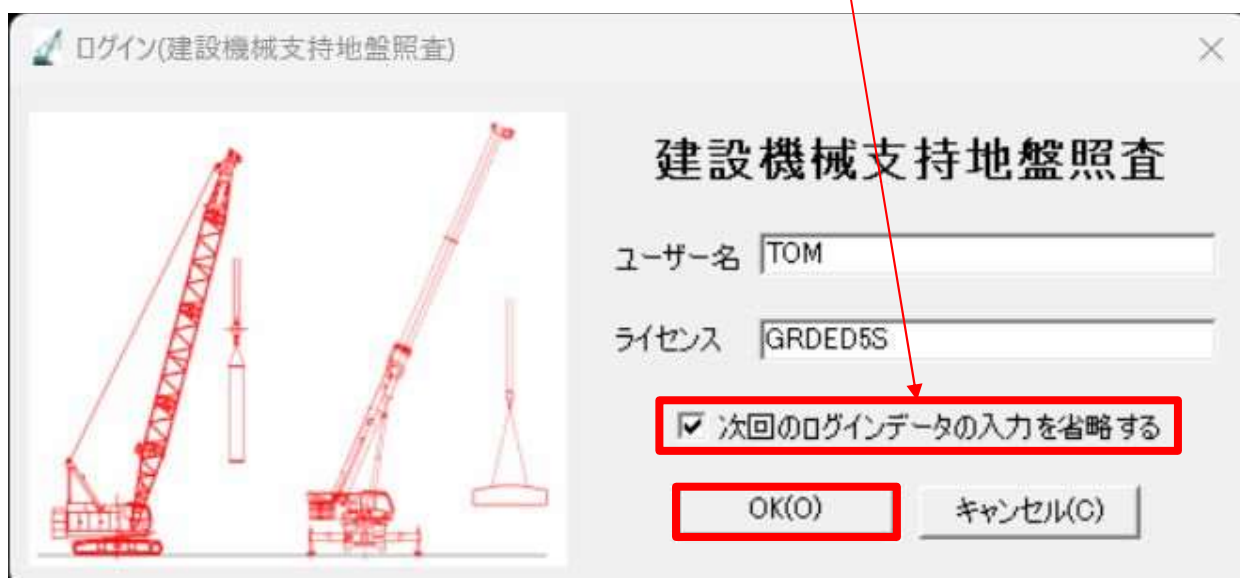 ログイン(建設機械支持地盤照査)
建設機械支持地盤照査
ユーザー名 TOM
ライセンス GRDED5S
次回のログインデータの入力を省略する
OK(O) キャンセル(C)